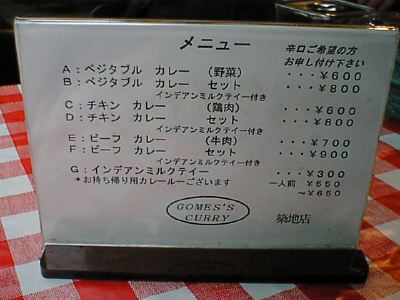 メニュー
辛口ご希望の方
お申し付け下さい
A：ベジタブル カレー （野菜） ・・・￥600
B：ベジタブル カレー セット ・・・￥800
インデアンミルクテイー付き
C：チキン カレー （鶏肉） ・・・￥600
D：チキン カレー セット ・・・￥800
インデアンミルクテイー付き
E：ビーフ カレー （牛肉） ・・・￥700
F：ビーフ カレー セット ・・・￥900
インデアンミルクテイー付き
G：インデアンミルクテイー ・・・￥300
＊お持ち帰り用カレールーございます 一人前 ￥550
～￥650
GOMES'S
CURRY
築地店